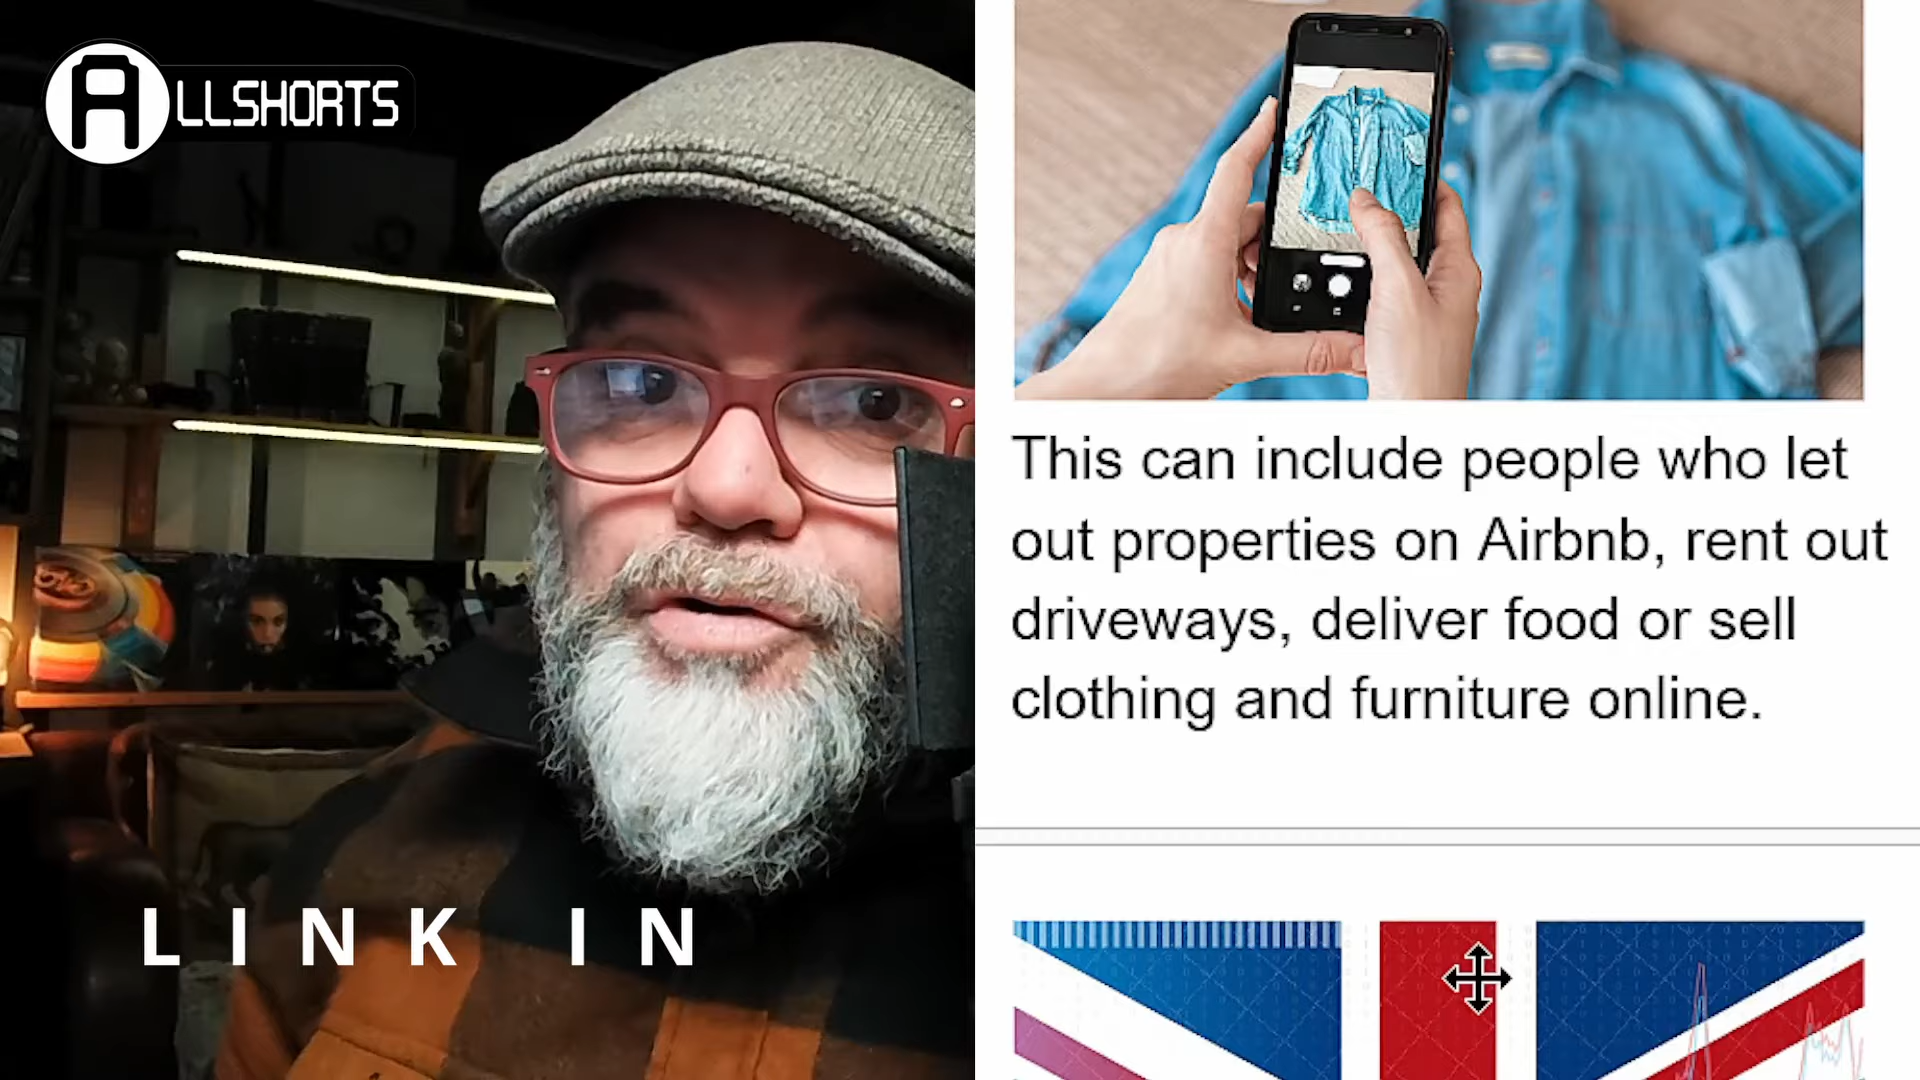 ALLSHORTS
LINK IN
This can include people who let
out properties on Airbnb, rent out
driveways, deliver food or sell
clothing and furniture online.